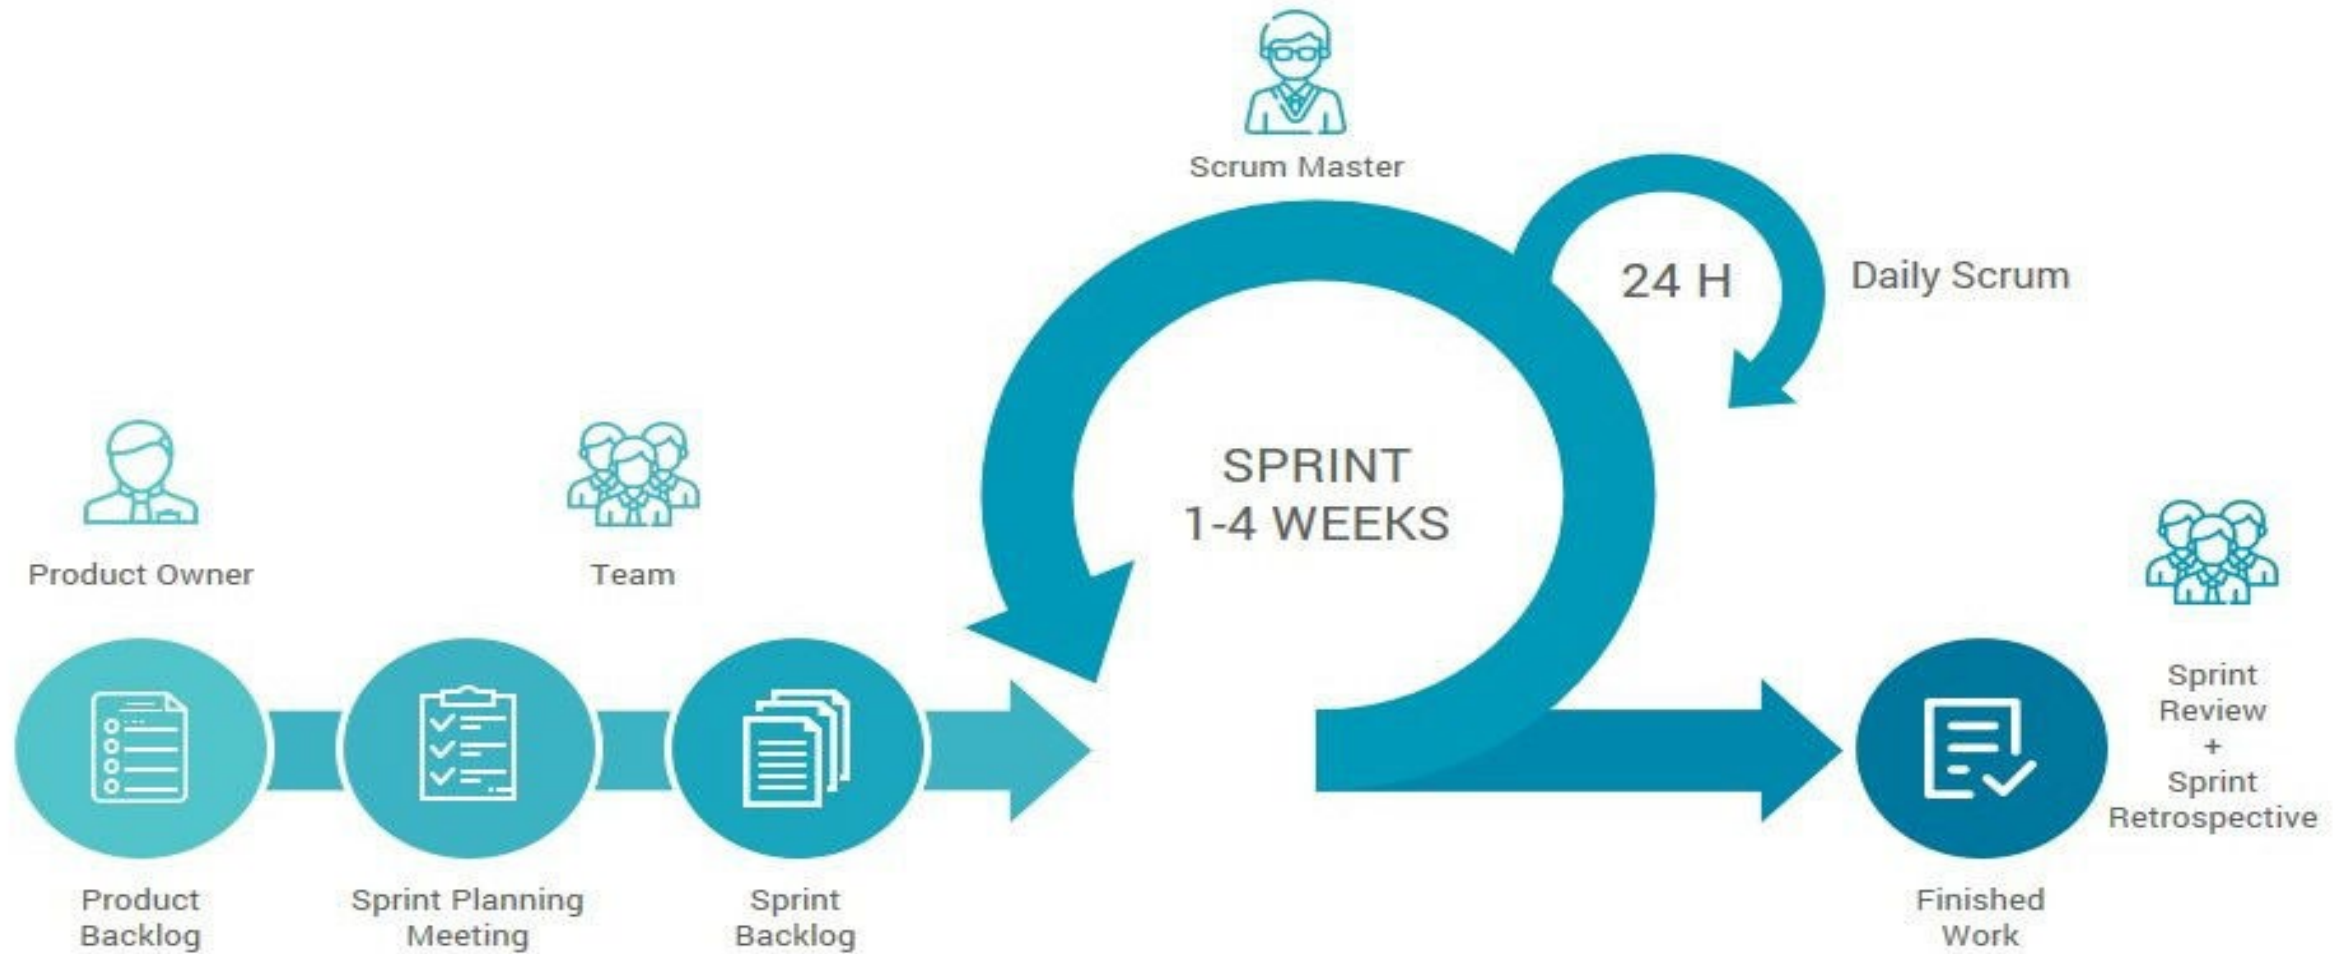 Scrum Master
24 H
Daily Scrum
SPRINT
1-4 WEEKS
Product Owner
Team
Sprint
Review
+
Sprint
Retrospective
Product
Backlog
Sprint Planning
Meeting
Sprint
Backlog
Finished
Work